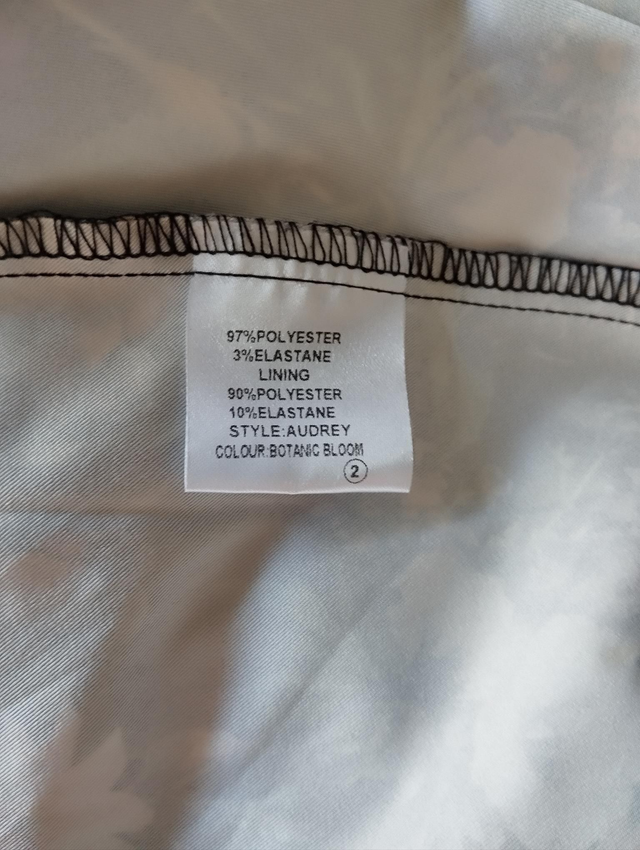 97%POLYESTER
3%ELASTANE
LINING
90%POLYESTER
10%ELASTANE
STYLE:AUDREY
COLOUR:BOTANIC BLOOM
2